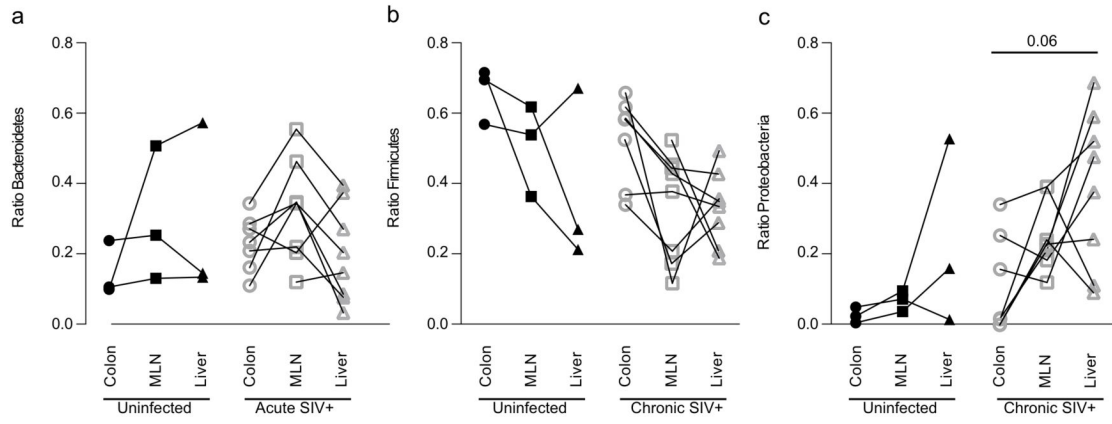 a
Ratio Bacteroidetes
0.8
0.6
0.4
0.2
0.0
Colon
MLN
Liver
Uninfected
Colon
MLN
Liver
Acute SIV+
b
Ratio Firmicutes
0.8
0.6
0.4
0.2
0.0
Colon
MLN
Liver
Uninfected
Colon
MLN
Liver
Chronic SIV+
c
Ratio Proteobacteria
0.8
0.6
0.4
0.2
0.0
0.06
Colon
MLN
Liver
Uninfected
Colon
MLN
Liver
Chronic SIV+